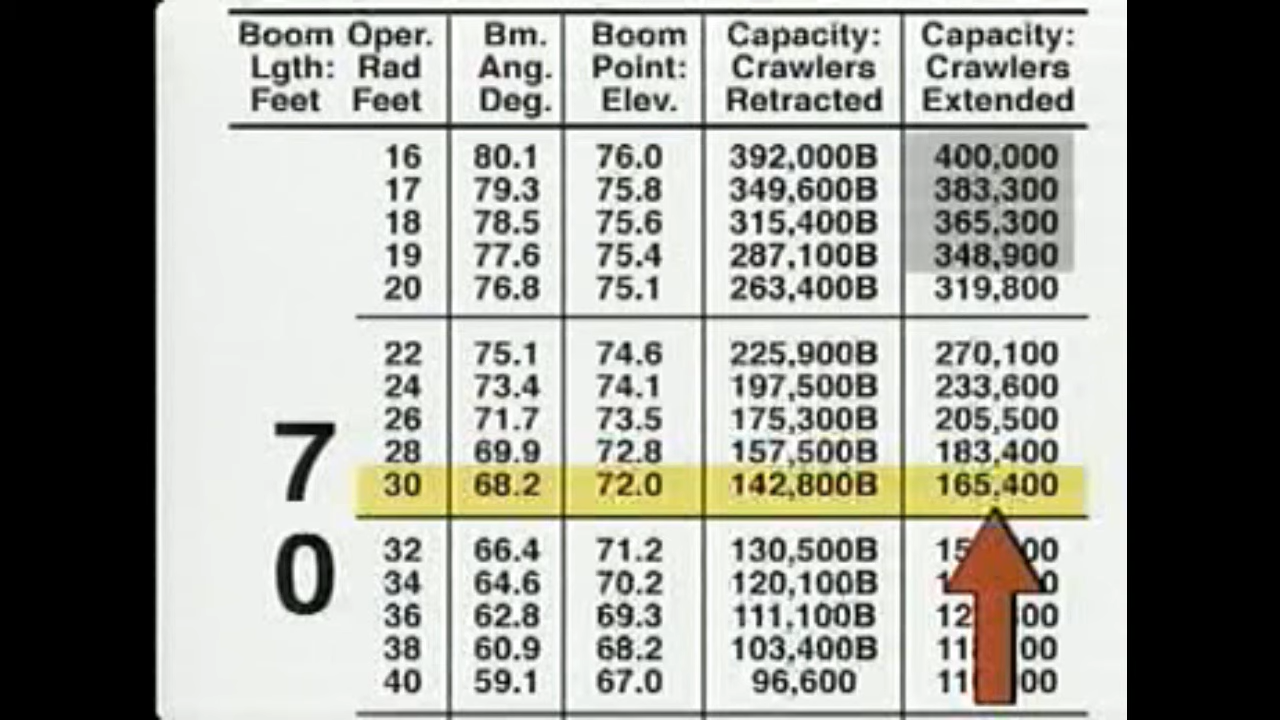 Boom Oper. Bm. Boom Capacity: Capacity:
Lgth: Rad Ang. Point: Crawlers Crawlers
Feet Feet Deg. Elev. Retracted Extended
16 80.1 76.0 392,000B 400,000
17 79.3 75.8 349,600B 383,300
18 78.5 75.6 315,400B 365,300
19 77.6 75.4 287,100B 348,900
20 76.8 75.1 263,400B 319,800
22 75.1 74.6 225,900B 270,100
24 73.4 74.1 197,500B 233,600
26 71.7 73.5 175,300B 205,500
28 69.9 72.8 157,500B 183,400
7
30 68.2 72.0 142,800B 165,400
32 66.4 71.2 130,500B
0
34 64.6 70.2 120,100B
36 62.8 69.3 111,100B
38 60.9 68.2 103,400B
40 59.1 67.0 96,600